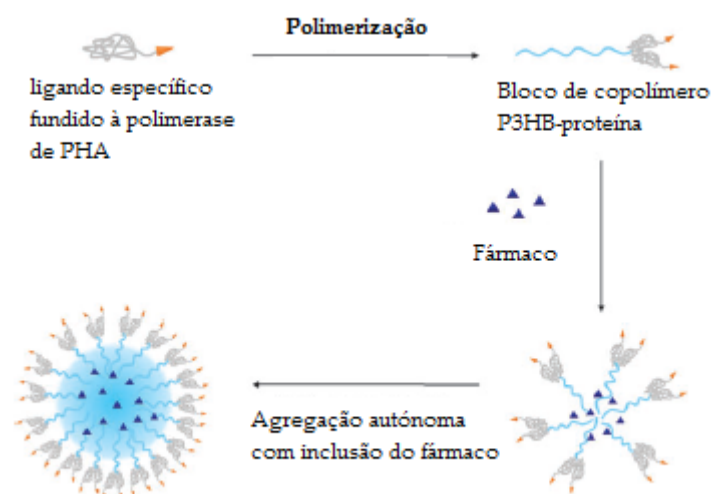 Polimerização
ligando específico
fundido à polimerase
de PHA
Bloco de copolímero
P3HB-proteína
Fármaco
Agregação autónoma
com inclusão do fármaco